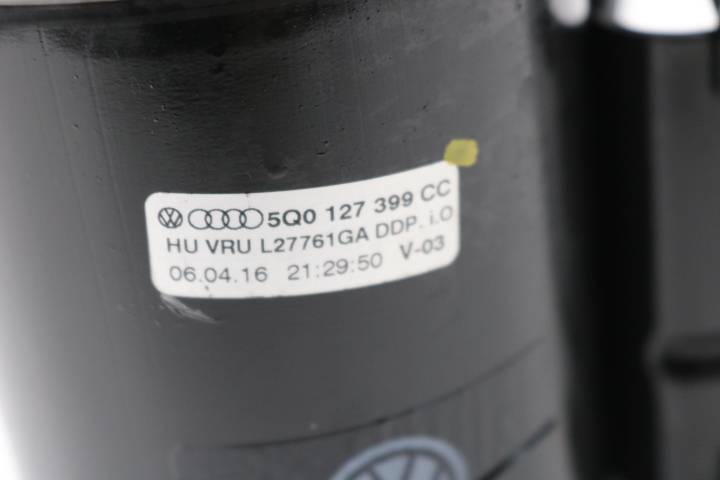 5Q0 127 399 CC
HU VRU L27761GA DDP. i.O
06.04.16 21:29:50 V-03